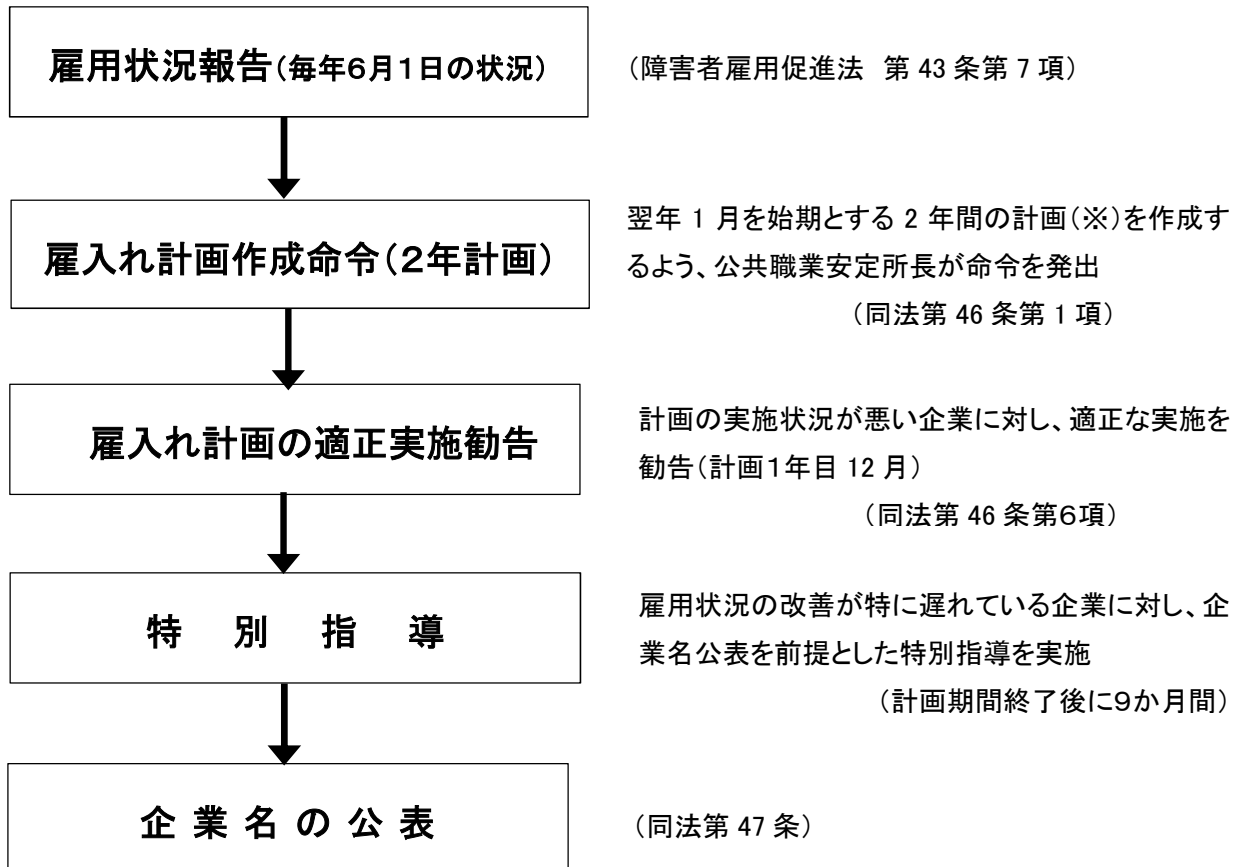 雇用状況報告(毎年6月1日の状況)
(障害者雇用促進法 第 43 条第 7 項)
雇入れ計画作成命令(2年計画)
翌年 1 月を始期とする 2 年間の計画(※)を作成す
るよう、公共職業安定所長が命令を発出
(同法第 46 条第 1 項)
雇入れ計画の適正実施勧告
計画の実施状況が悪い企業に対し、適正な実施を
勧告(計画1年目 12 月)
(同法第 46 条第6項)
特 別 指 導
雇用状況の改善が特に遅れている企業に対し、企
業名公表を前提とした特別指導を実施
(計画期間終了後に9か月間)
企 業 名 の 公 表
(同法第 47 条)